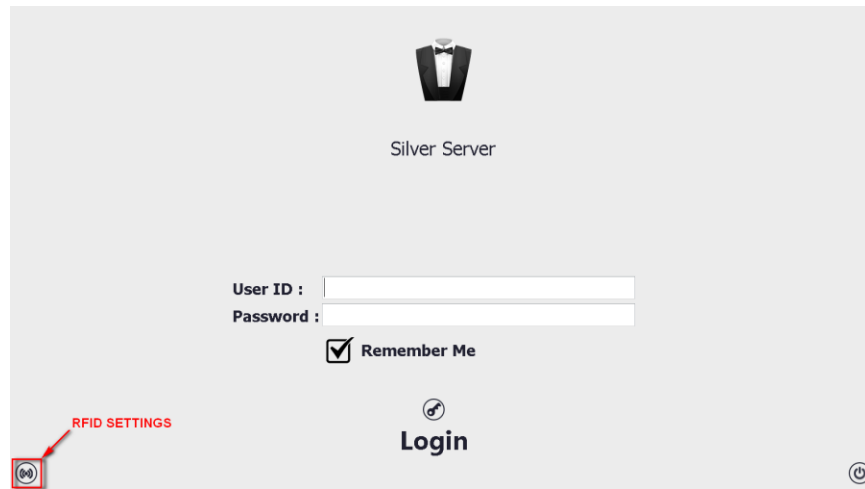 Silver Server
User ID :
Password :
Remember Me
RFID SETTINGS
Login